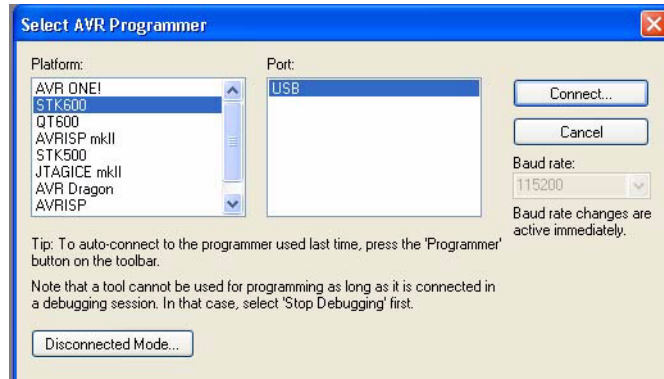 Select AVR Programmer
Platform:
Port:
AVR ONE!
STK600
QT600
AVRISP mkII
STK500
JTAGICE mkII
AVR Dragon
AVRISP
USB
Connect...
Cancel
Baud rate:
115200
Baud rate changes are
active immediately.
Tip: To auto-connect to the programmer used last time, press the 'Programmer'
button on the toolbar.
Note that a tool cannot be used for programming as long as it is connected in
a debugging session. In that case, select 'Stop Debugging' first.
Disconnected Mode...